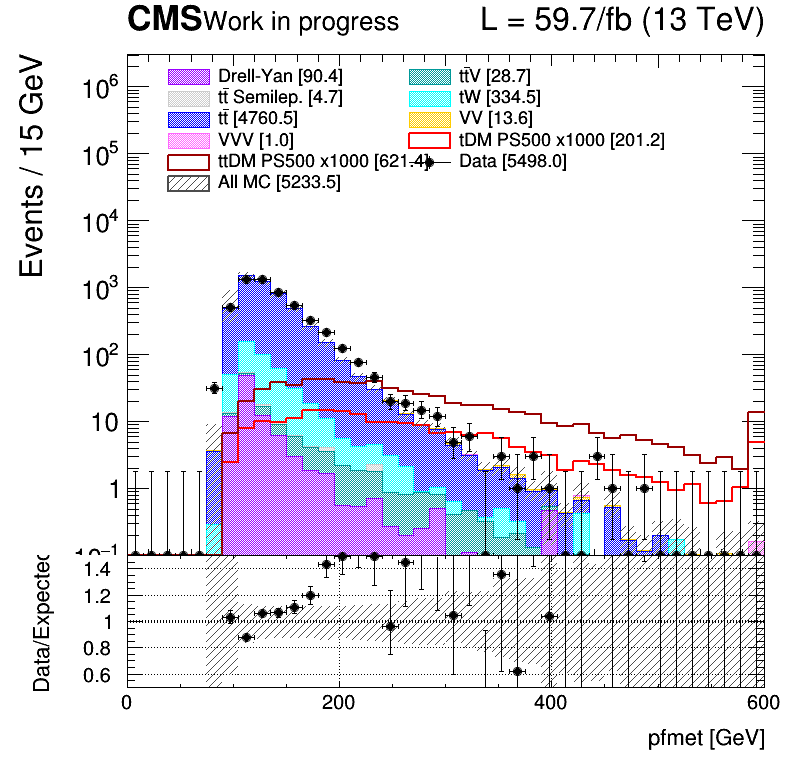 CMS Work in progress L = 59.7/fb (13 TeV)
Events / 15 GeV
Drell-Yan [90.4] tt̄V [28.7]
tt̄ Semilep. [4.7] tW [334.5]
tt̄ [4760.5] VV [13.6]
VVV [1.0] tDM PS500 x1000 [201.2]
ttDM PS500 x1000 [621.4] Data [5498.0]
All MC [5233.5]
10⁶
10⁵
10⁴
10³
10²
10
1
10⁻¹
Data/Expected
1.4
1.2
1
0.8
0.6
0 200 400 600
pfmet [GeV]